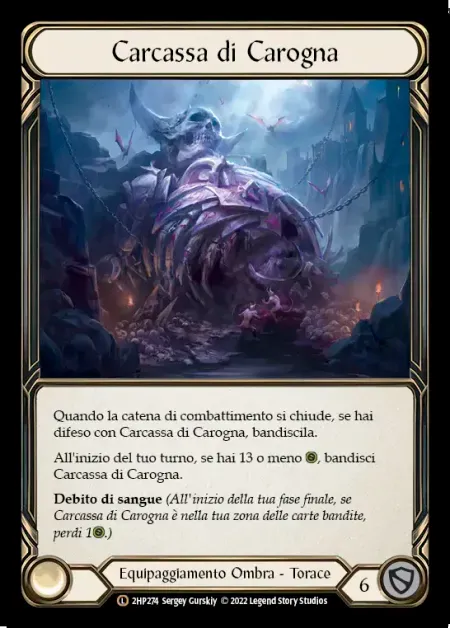 Carcassa di Carogna
Quando la catena di combattimento si chiude, se hai
difeso con Carcassa di Carogna, bandiscila.
All'inizio del tuo turno, se hai 13 o meno , bandisci
Carcassa di Carogna.
Debito di sangue (All'inizio della tua fase finale, se
Carcassa di Carogna è nella tua zona delle carte bandite,
perdi 1.)
Equipaggiamento Ombra - Torace
6
L 2HP274 Sergey Gurskiy © 2022 Legend Story Studios